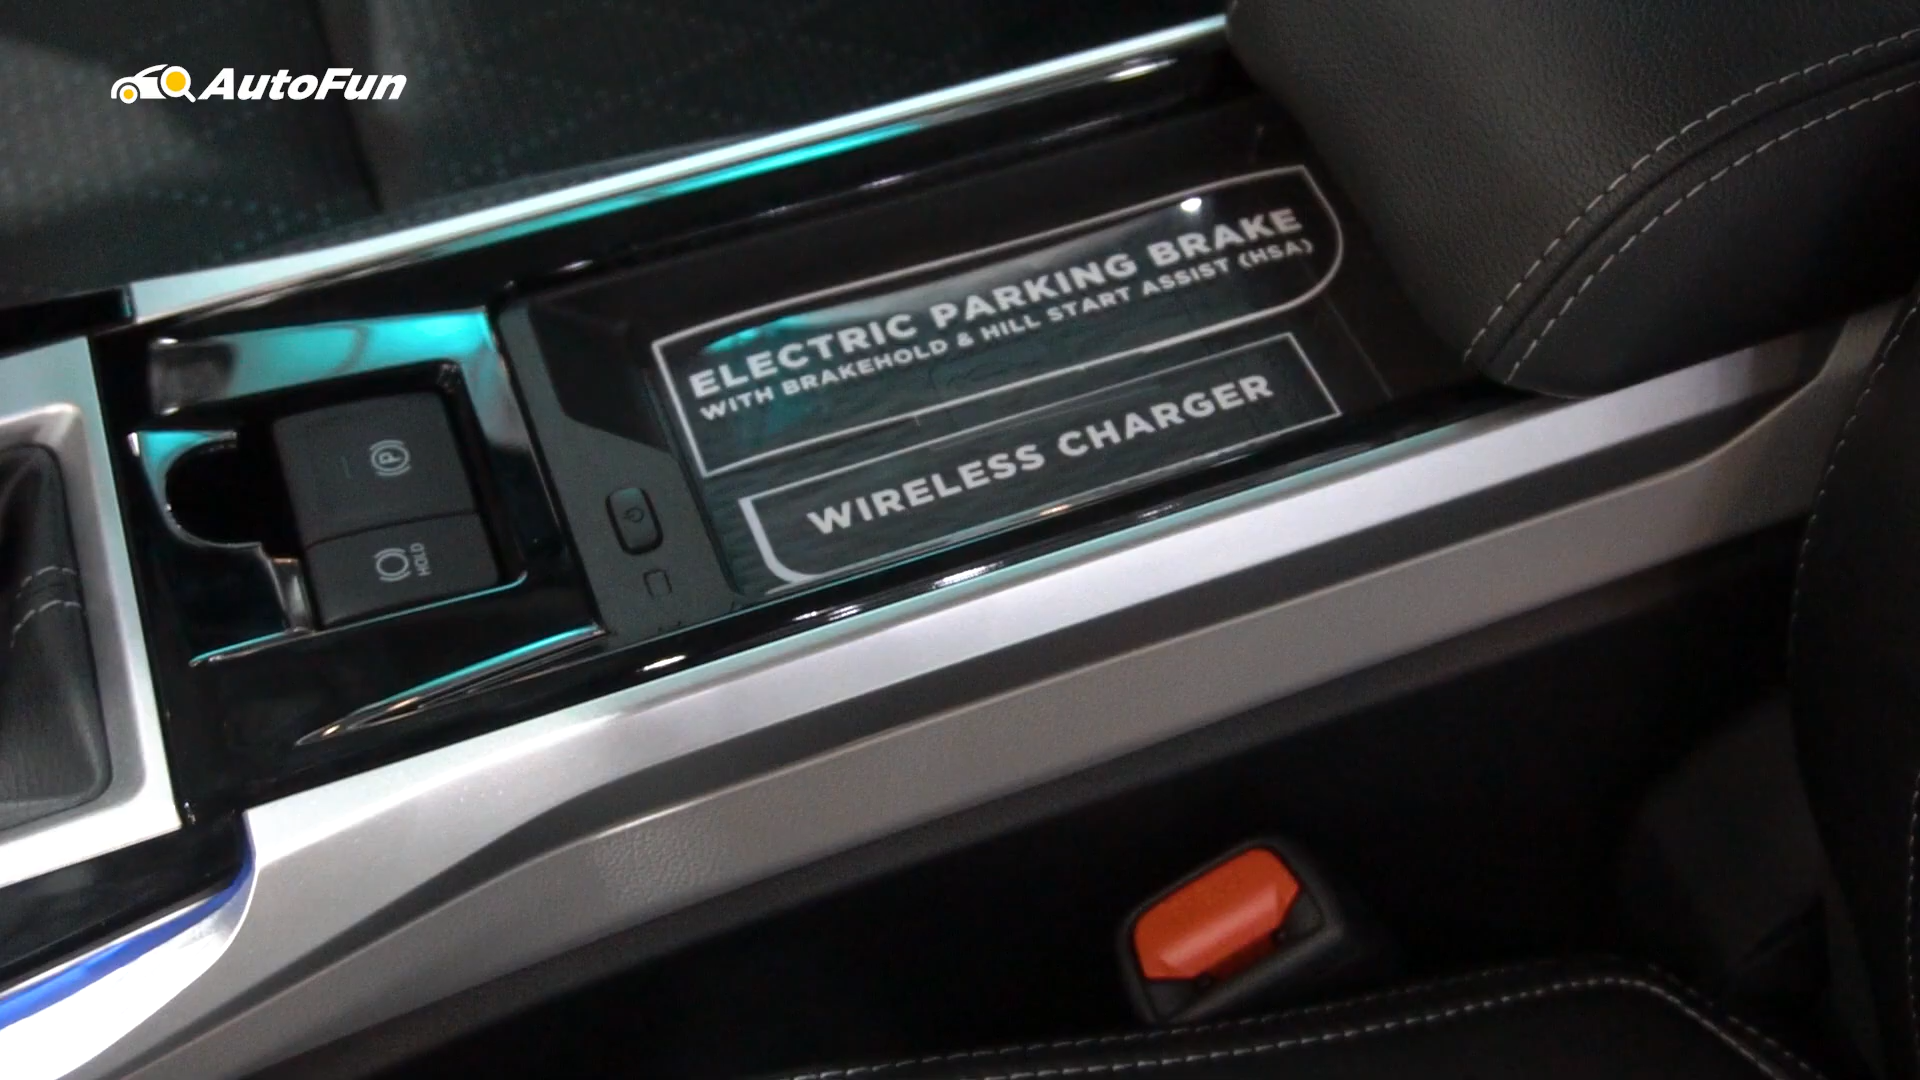 AutoFun
ELECTRIC PARKING BRAKE
WITH BRAKEHOLD & HILL START ASSIST (HSA)
WIRELESS CHARGER
P
HOLD